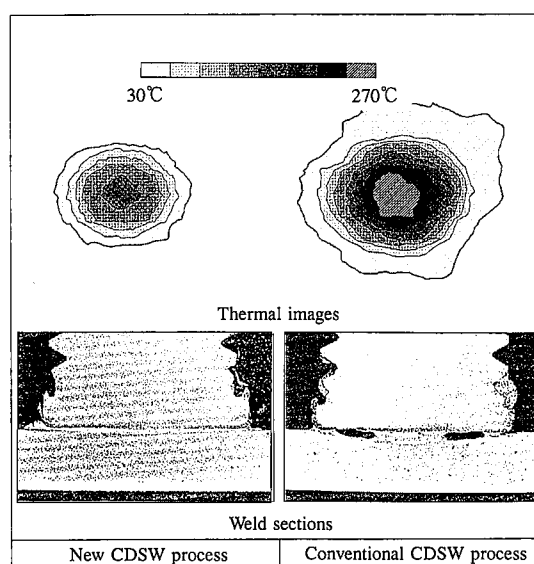 30℃ 270℃
Thermal images
Weld sections
New CDSW process Conventional CDSW process